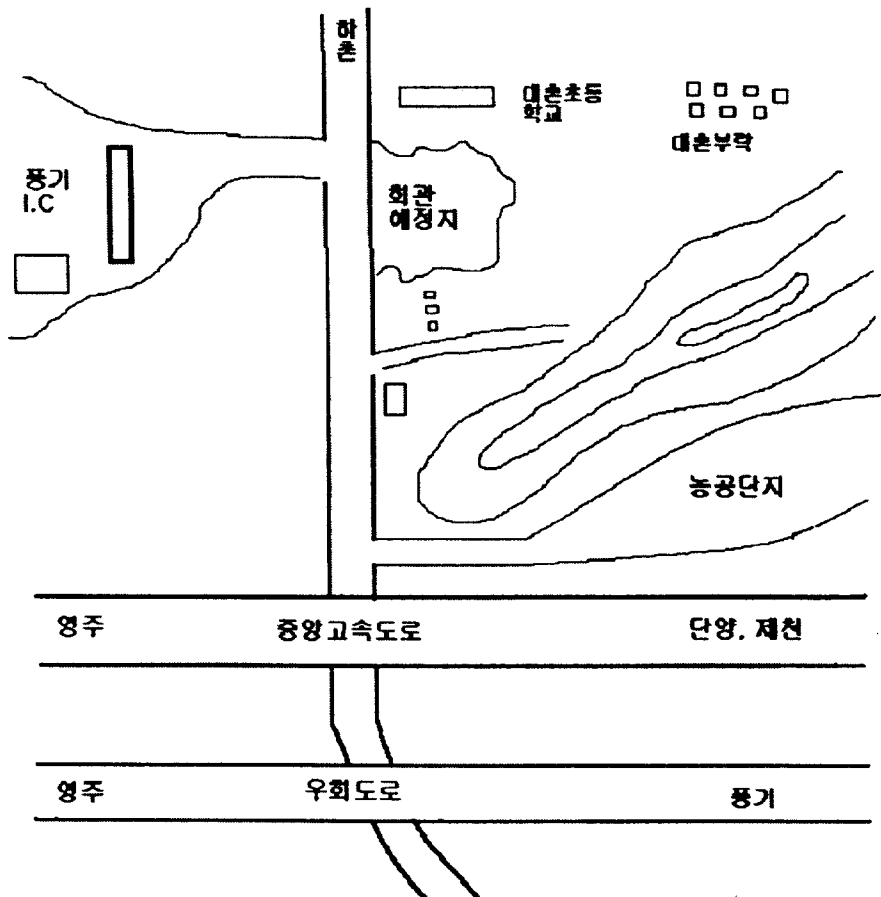 하촌
대촌초등
학교
대촌부락
풍기
I.C
회관
예정지
농공단지
영주
중앙고속도로
단양, 제천
영주
우회도로
풍기